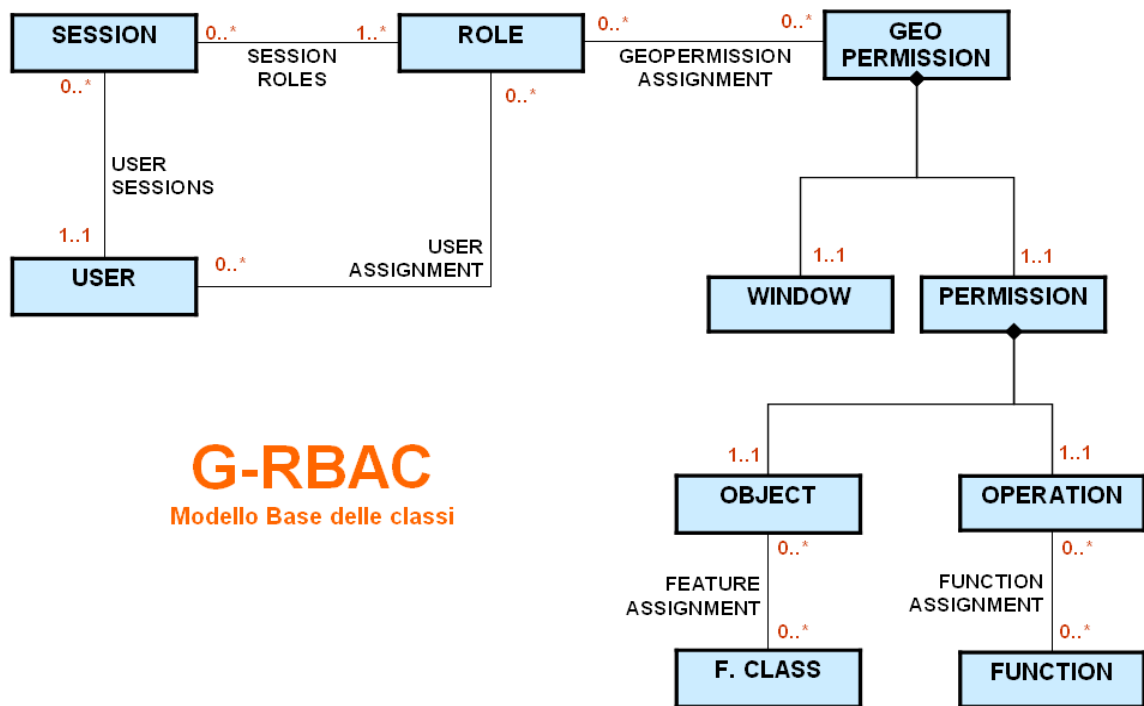 SESSION
0..*
SESSION
ROLES
1..*
ROLE
0..*
GEOPERMISSION
ASSIGNMENT
0..*
GEO
PERMISSION
0..*
0..*
USER
SESSIONS
1..1
USER
0..*
USER
ASSIGNMENT
1..1
WINDOW
1..1
PERMISSION
G-RBAC
Modello Base delle classi
1..1
OBJECT
1..1
OPERATION
0..*
FEATURE
ASSIGNMENT
0..*
F. CLASS
0..*
FUNCTION
ASSIGNMENT
0..*
FUNCTION